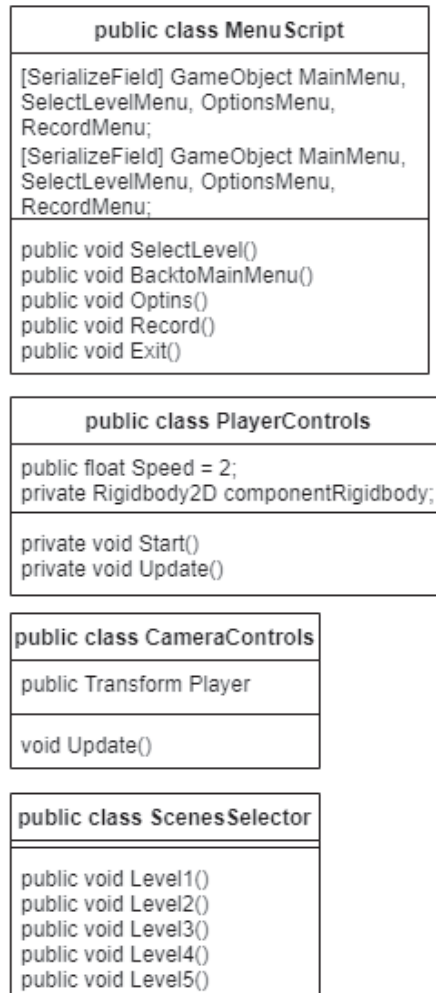 public class MenuScript
[SerializeField] GameObject MainMenu,
SelectLevelMenu, OptionsMenu,
RecordMenu;
[SerializeField] GameObject MainMenu,
SelectLevelMenu, OptionsMenu,
RecordMenu;
public void SelectLevel()
public void BacktoMainMenu()
public void Optins()
public void Record()
public void Exit()
public class PlayerControls
public float Speed = 2;
private Rigidbody2D componentRigidbody;
private void Start()
private void Update()
public class CameraControls
public Transform Player
void Update()
public class ScenesSelector
public void Level1()
public void Level2()
public void Level3()
public void Level4()
public void Level5()